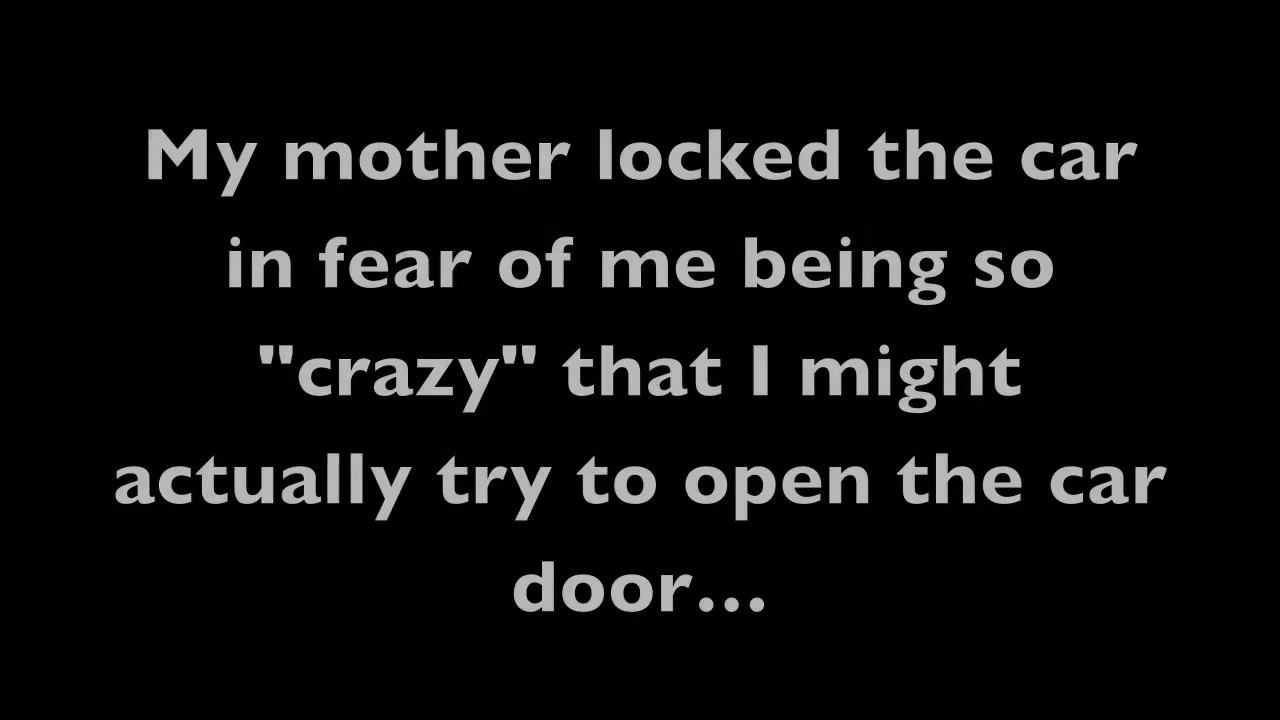 My mother locked the car
in fear of me being so
"crazy" that I might
actually try to open the car
door...